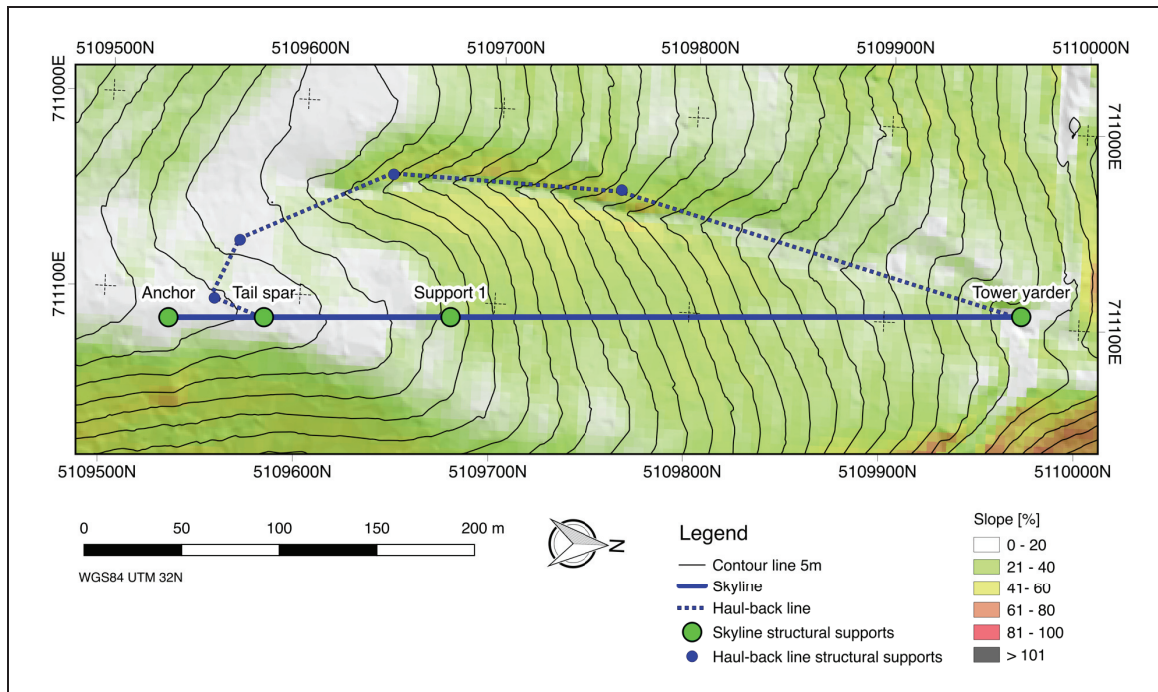 5109500N 5109600N 5109700N 5109800N 5109900N 5110000N
711000E
711000E
711100E
711100E
Anchor Tail spar Support 1 Tower yarder
5109500N 5109600N 5109700N 5109800N 5109900N 5110000N
0 50 100 150 200 m
WGS84 UTM 32N
N
Legend
Contour line 5m
Skyline
Haul-back line
Skyline structural supports
Haul-back line structural supports
Slope [%]
0 - 20
21 - 40
41- 60
61 - 80
81 - 100
> 101